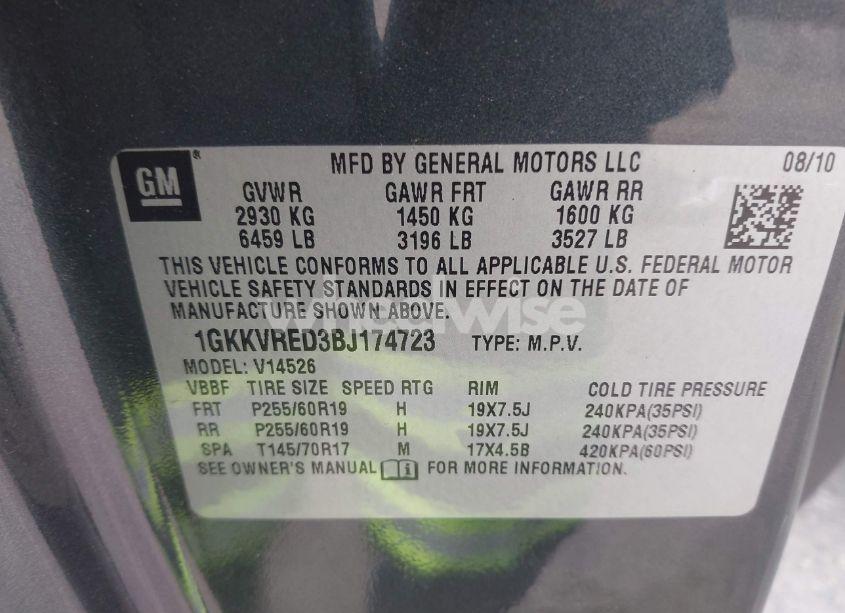 GM® MFD BY GENERAL MOTORS LLC 08/10
GVWR GAWR FRT GAWR RR
2930 KG 1450 KG 1600 KG
6459 LB 3196 LB 3527 LB
THIS VEHICLE CONFORMS TO ALL APPLICABLE U.S. FEDERAL MOTOR
VEHICLE SAFETY STANDARDS IN EFFECT ON THE DATE OF
MANUFACTURE SHOWN ABOVE.
wheelwise
1GKKVRED3BJ174723 TYPE: M.P.V.
MODEL: V14526
VBBF TIRE SIZE SPEED RTG RIM COLD TIRE PRESSURE
FRT P255/60R19 H 19X7.5J 240KPA(35PSI)
RR P255/60R19 H 19X7.5J 240KPA(35PSI)
SPA T145/70R17 M 17X4.5B 420KPA(60PSI)
SEE OWNER'S MANUAL FOR MORE INFORMATION.